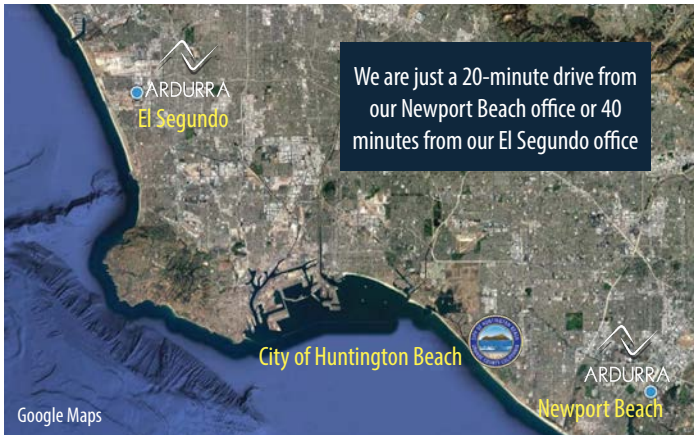 ARDURRA
El Segundo
We are just a 20-minute drive from
our Newport Beach office or 40
minutes from our El Segundo office
City of Huntington Beach
ARDURRA
Newport Beach
Google Maps